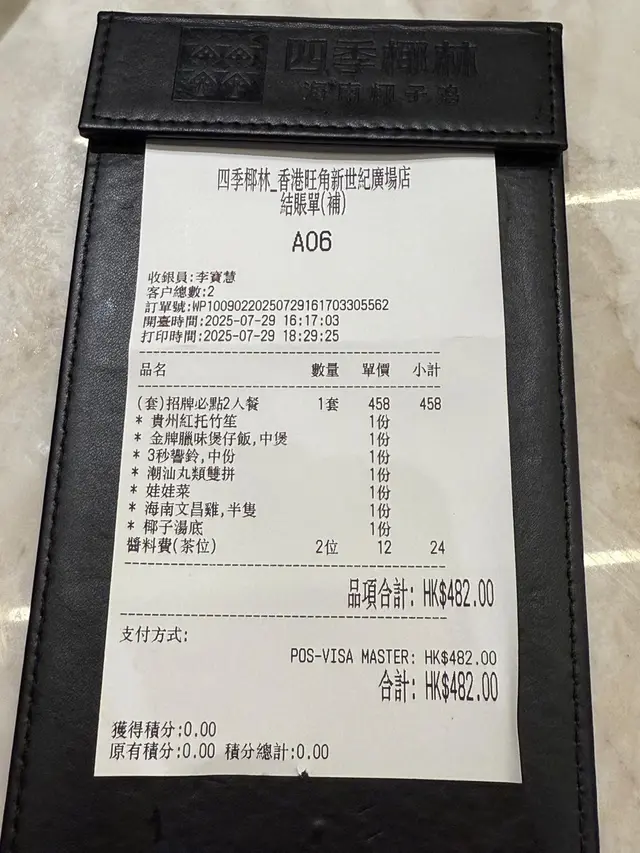 四季椰林
海南椰子雞
四季椰林_香港旺角新世紀廣場店
結賬單(補)
A06
收銀員:李寶慧
客户總數:2
訂單號:WP10090220250729161703305562
開臺時間:2025-07-29 16:17:03
打印時間:2025-07-29 18:29:25
品名 數量 單價 小計
(套)招牌必點2人餐 1套 458 458
* 貴州紅托竹笙 1份
* 金牌臘味煲仔飯,中煲 1份
* 3秒響鈴,中份 1份
* 潮汕丸類雙拼 1份
* 娃娃菜 1份
* 海南文昌雞,半隻 1份
* 椰子湯底 1份
醬料費(茶位) 2位 12 24
品項合計: HK$482.00
支付方式:
POS-VISA MASTER: HK$482.00
合計: HK$482.00
獲得積分:0.00
原有積分:0.00 積分總計:0.00